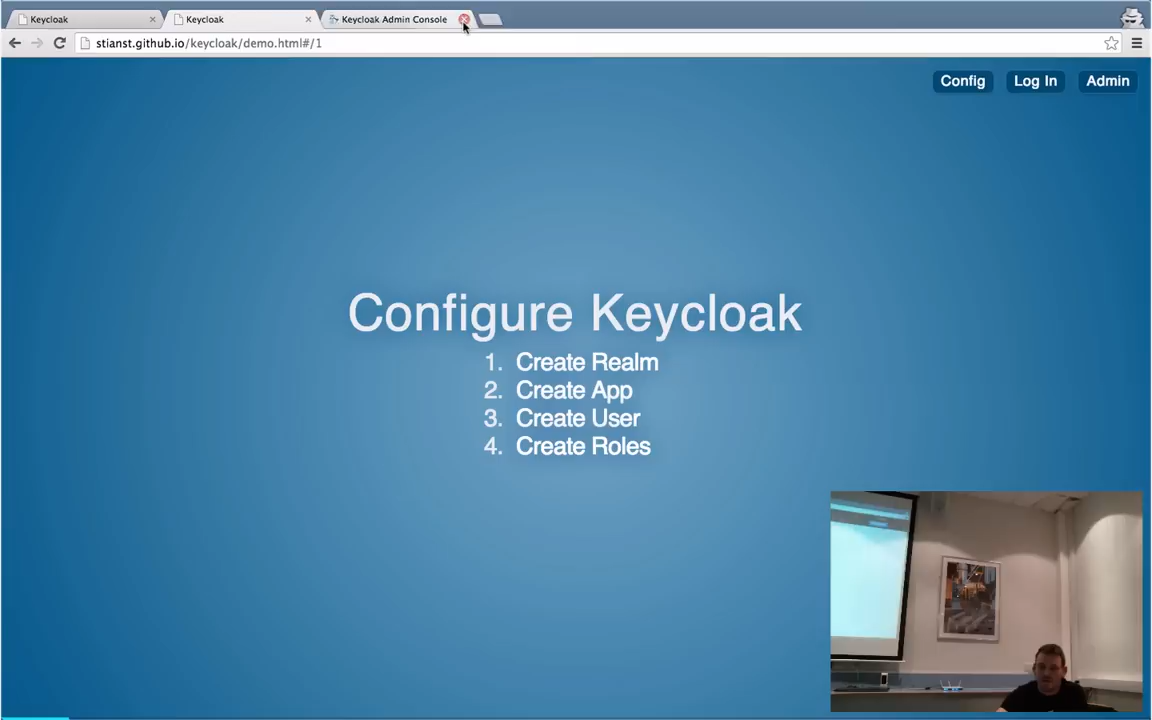 Keycloak
Keycloak
Keycloak Admin Console
stianst.github.io/keycloak/demo.html#/1
Config
Log In
Admin
Configure Keycloak
1. Create Realm
2. Create App
3. Create User
4. Create Roles